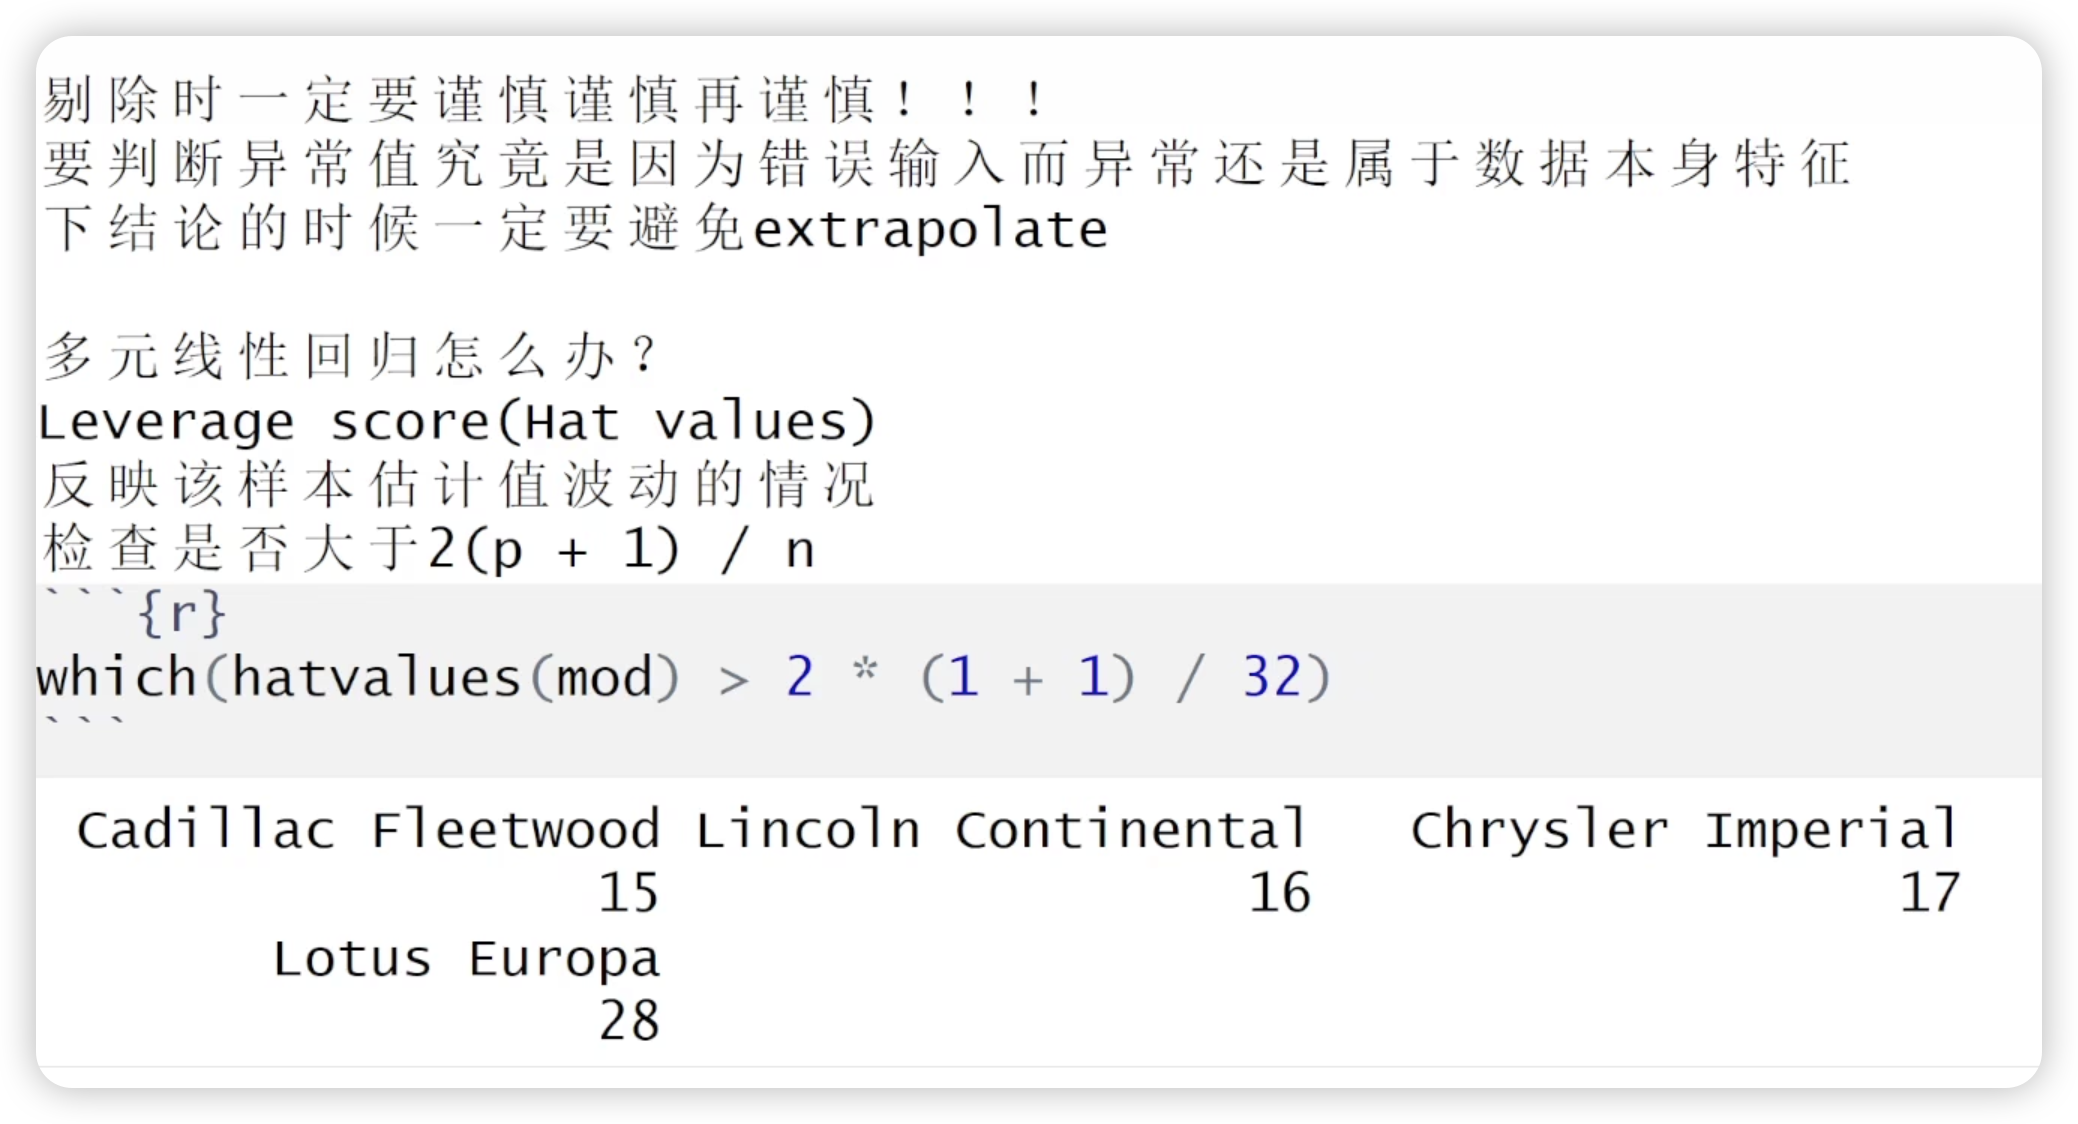 剔除时一定要谨慎谨慎再谨慎！！！
要判断异常值究竟是因为错误输入而异常还是属于数据本身特征
下结论的时候一定要避免extrapolate
多元线性回归怎么办？
Leverage score(Hat values)
反映该样本估计值波动的情况
检查是否大于2(p + 1) / n
```{r}
which(hatvalues(mod) > 2 * (1 + 1) / 32)
```
Cadillac Fleetwood Lincoln Continental   Chrysler Imperial
15 16 17
Lotus Europa
28